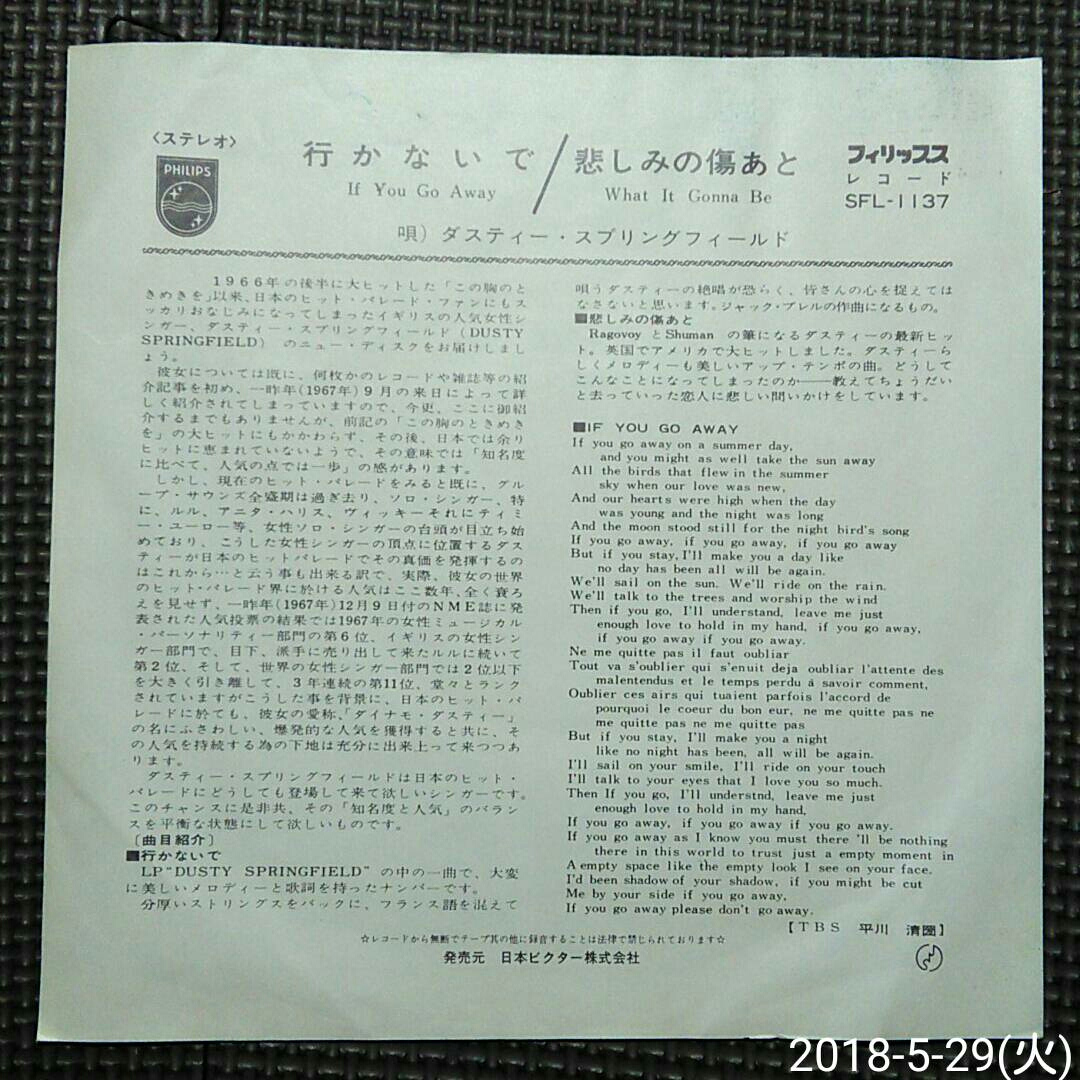 〈ステレオ〉
PHILIPS
行かないで/悲しみの傷あと
If You Go Away
What It Gonna Be
フィリップス
レコード
SFL-1137
唄）ダスティー・スプリングフィールド
1966年の後半に大ヒットした「この胸のと
きめきを」以来、日本のヒット・パレード・ファンにもス
ッカリおなじみになってしまったイギリスの人気女性シ
ンガー、ダスティー・スプリングフィールド（DUSTY
SPRINGFIELD）のニュー・ディスクをお届けしまし
ょう。
彼女については既に、何枚かのレコードや雑誌等の紹
介記事を初め、一昨年（1967年）9月の来日によって詳
しく紹介されてしまっていますので、今更、ここに御紹
介するまでもありませんが、前記の「この胸のときめき
を」の大ヒットにもかかわらず、その後、日本では余り
ヒットに恵まれていないようで、その意味では「知名度
に比べて、人気の点では一歩」の感があります。
しかし、現在のヒット・パレードをみると既に、グル
ープ・サウンズ全盛期は過ぎ去り、ソロ・シンガー、特
に、ルル、アニタ・ハリス、ヴィッキーそれにティミ
ー・ユーロー等、女性ソロ・シンガーの台頭が目立ち始
めており、こうした女性シンガーの頂点に位置するダス
ティーが日本のヒットパレードでその真価を発揮するの
はこれから…と云う事も出来る訳で、実際、彼女の世界
のヒット・パレード界に於ける人気はここ数年、全く衰ろ
えを見せず、一昨年（1967年）12月9日付のNME誌に発
表された人気投票の結果では1967年の女性ミュージカル
・パーソナリティー部門の第6位、イギリスの女性シン
ガー部門で、目下、派手に売り出して来たルルに続いて
第2位、そして、世界の女性シンガー部門では2位以下
を大きく引き離して、3年連続の第11位、堂々とランク
されていますがこうした事を背景に、日本のヒット・パ
レードに於ても、彼女の愛称、「ダイナモ・ダスティー」
の名にふさわしい、爆発的な人気を獲得すると共に、そ
の人気を持続する為の下地は充分に出来上って来つつあ
ります。
ダスティー・スプリングフィールドは日本のヒット・
パレードにどうしても登場して来て欲しいシンガーです。
このチャンスに是非共、その「知名度と人気」のバラン
スを平衡な状態にして欲しいものです。
〔曲目紹介〕
■行かないで
LP“DUSTY SPRINGFIELD”の中の一曲で、大変
に美しいメロディーと歌詞を持ったナンバーです。
分厚いストリングスをバックに、フランス語を混えて
唄うダスティーの絶唱が恐らく、皆さんの心を捉えては
なさないと思います。ジャック・ブレルの作曲になるもの。
■悲しみの傷あと
Ragovoy と Shuman の筆になるダスティーの最新ヒッ
ト。英国でアメリカで大ヒットしました。ダスティーら
しくメロディーも美しいアップ・テンポの曲。どうして
こんなことになってしまったのか――教えてちょうだい
と去っていった恋人に悲しい問いかけをしています。
■IF YOU GO AWAY
If you go away on a summer day,
and you might as well take the sun away
All the birds that flew in the summer
sky when our love was new,
And our hearts were high when the day
was young and the night was long
And the moon stood still for the night bird's song
If you go away, if you go away, if you go away
But if you stay, I'll make you a day like
no day has been all will be again.
We'll sail on the sun. We'll ride on the rain.
We'll talk to the trees and worship the wind
Then if you go, I'll understand, leave me just
enough love to hold in my hand, if you go away,
if you go away if you go away.
Ne me quitte pas il faut oubliar
Tout va s'oublier qui s'enuit deja oubliar l'attente des
malentendus et le temps perdu á savoir comment,
Oublier ces airs qui tuaient parfois l'accord de
pourquoi le coeur du bon eur, ne me quitte pas ne
me quitte pas ne me quitte pas
But if you stay, I'll make you a night
like no night has been, all will be again.
I'll sail on your smile, I'll ride on your touch
I'll talk to your eyes that I love you so much.
Then If you go, I'll understnd, leave me just
enough love to hold in my hand,
If you go away, if you go away if you go away.
If you go away as I know you must there 'll be nothing
there in this world to trust just a empty moment in
A empty space like the empty look I see on your face.
I'd been shadow of your shadow, if you might be cut
Me by your side if you go away,
If you go away please don't go away.
【TBS 平川 清圀】
☆レコードから無断でテープ其の他に録音することは法律で禁じられております☆
発売元 日本ビクター株式会社
2018-5-29(火)